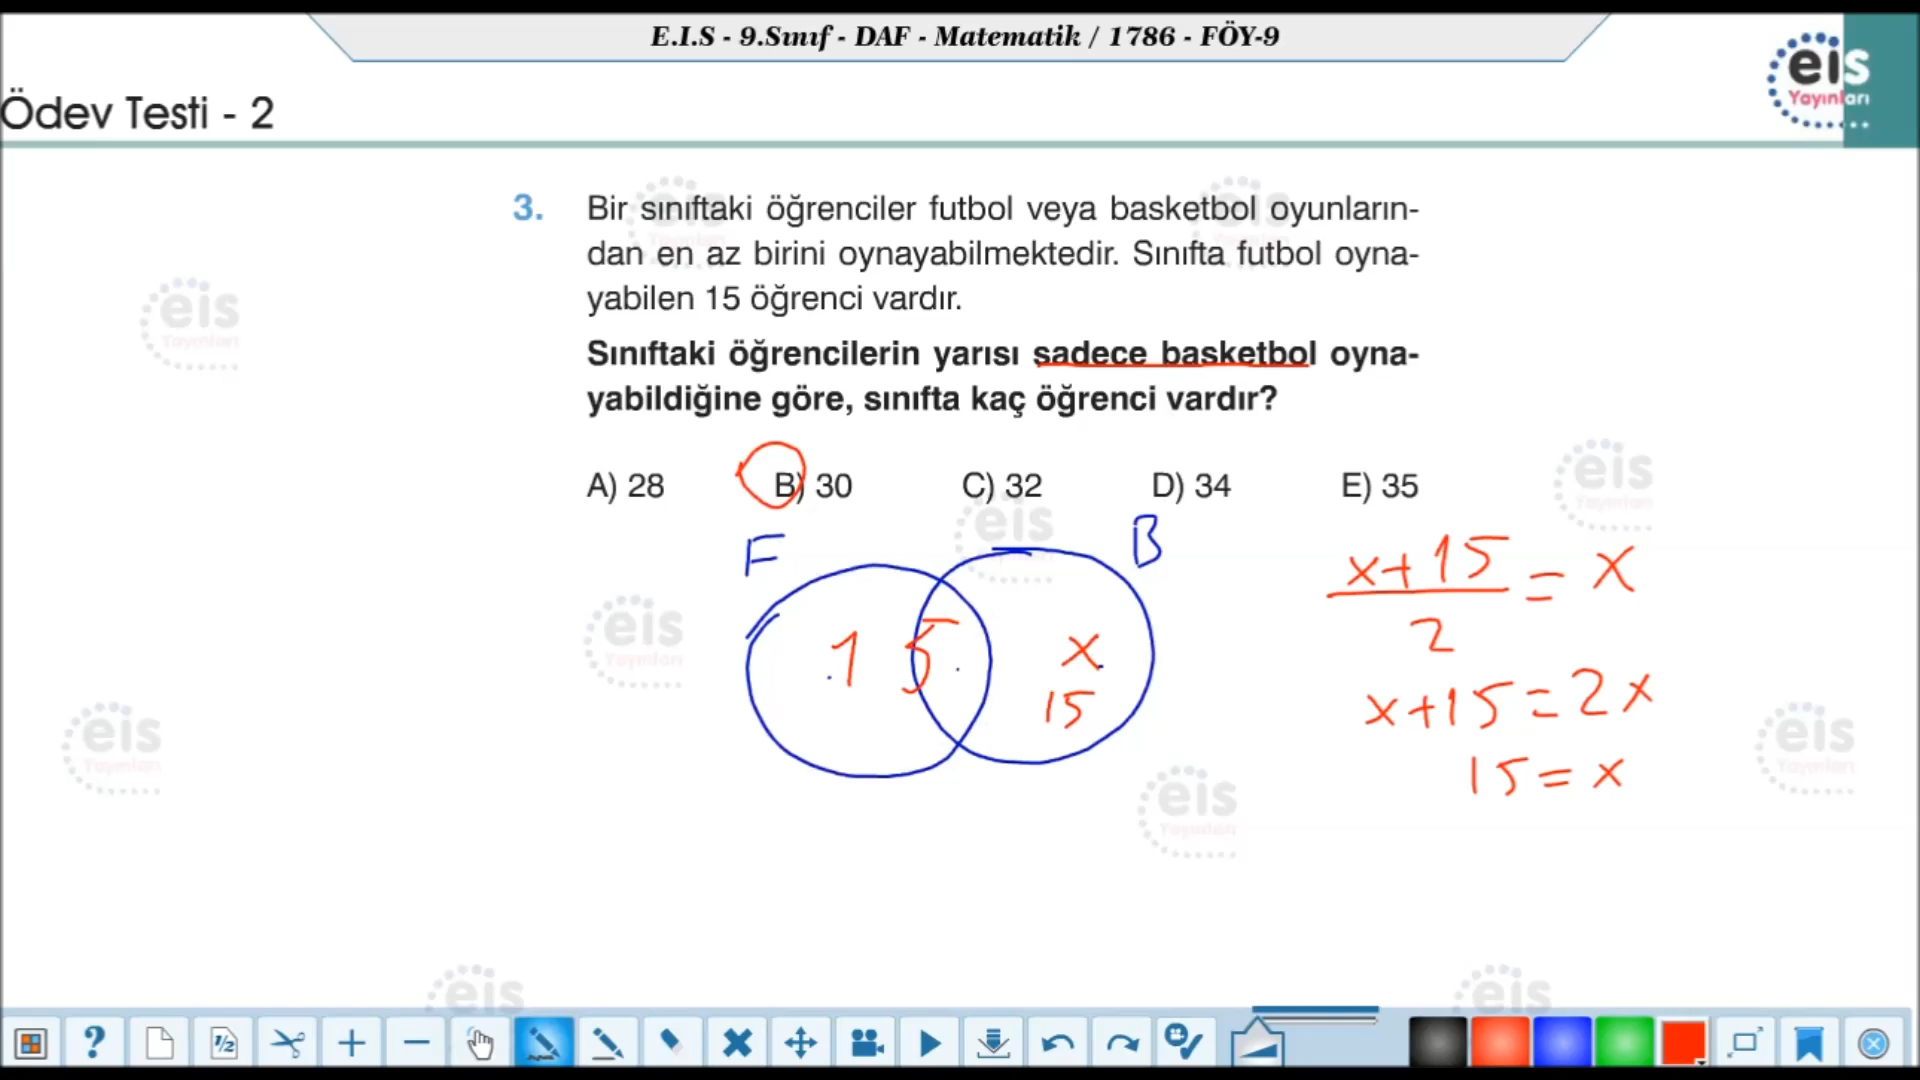 E.I.S - 9.Sınıf - DAF - Matematik / 1786 - FÖY-9
eis
Yayınları
Ödev Testi - 2
3. Bir sınıftaki öğrenciler futbol veya basketbol oyunların-
dan en az birini oynayabilmektedir. Sınıfta futbol oyna-
yabilen 15 öğrenci vardır.
Sınıftaki öğrencilerin yarısı sadece basketbol oyna-
yabildiğine göre, sınıfta kaç öğrenci vardır?
A) 28 B) 30 C) 32 D) 34 E) 35
F B
15 x
15
x+15
2
= x
x+15=2x
15=x